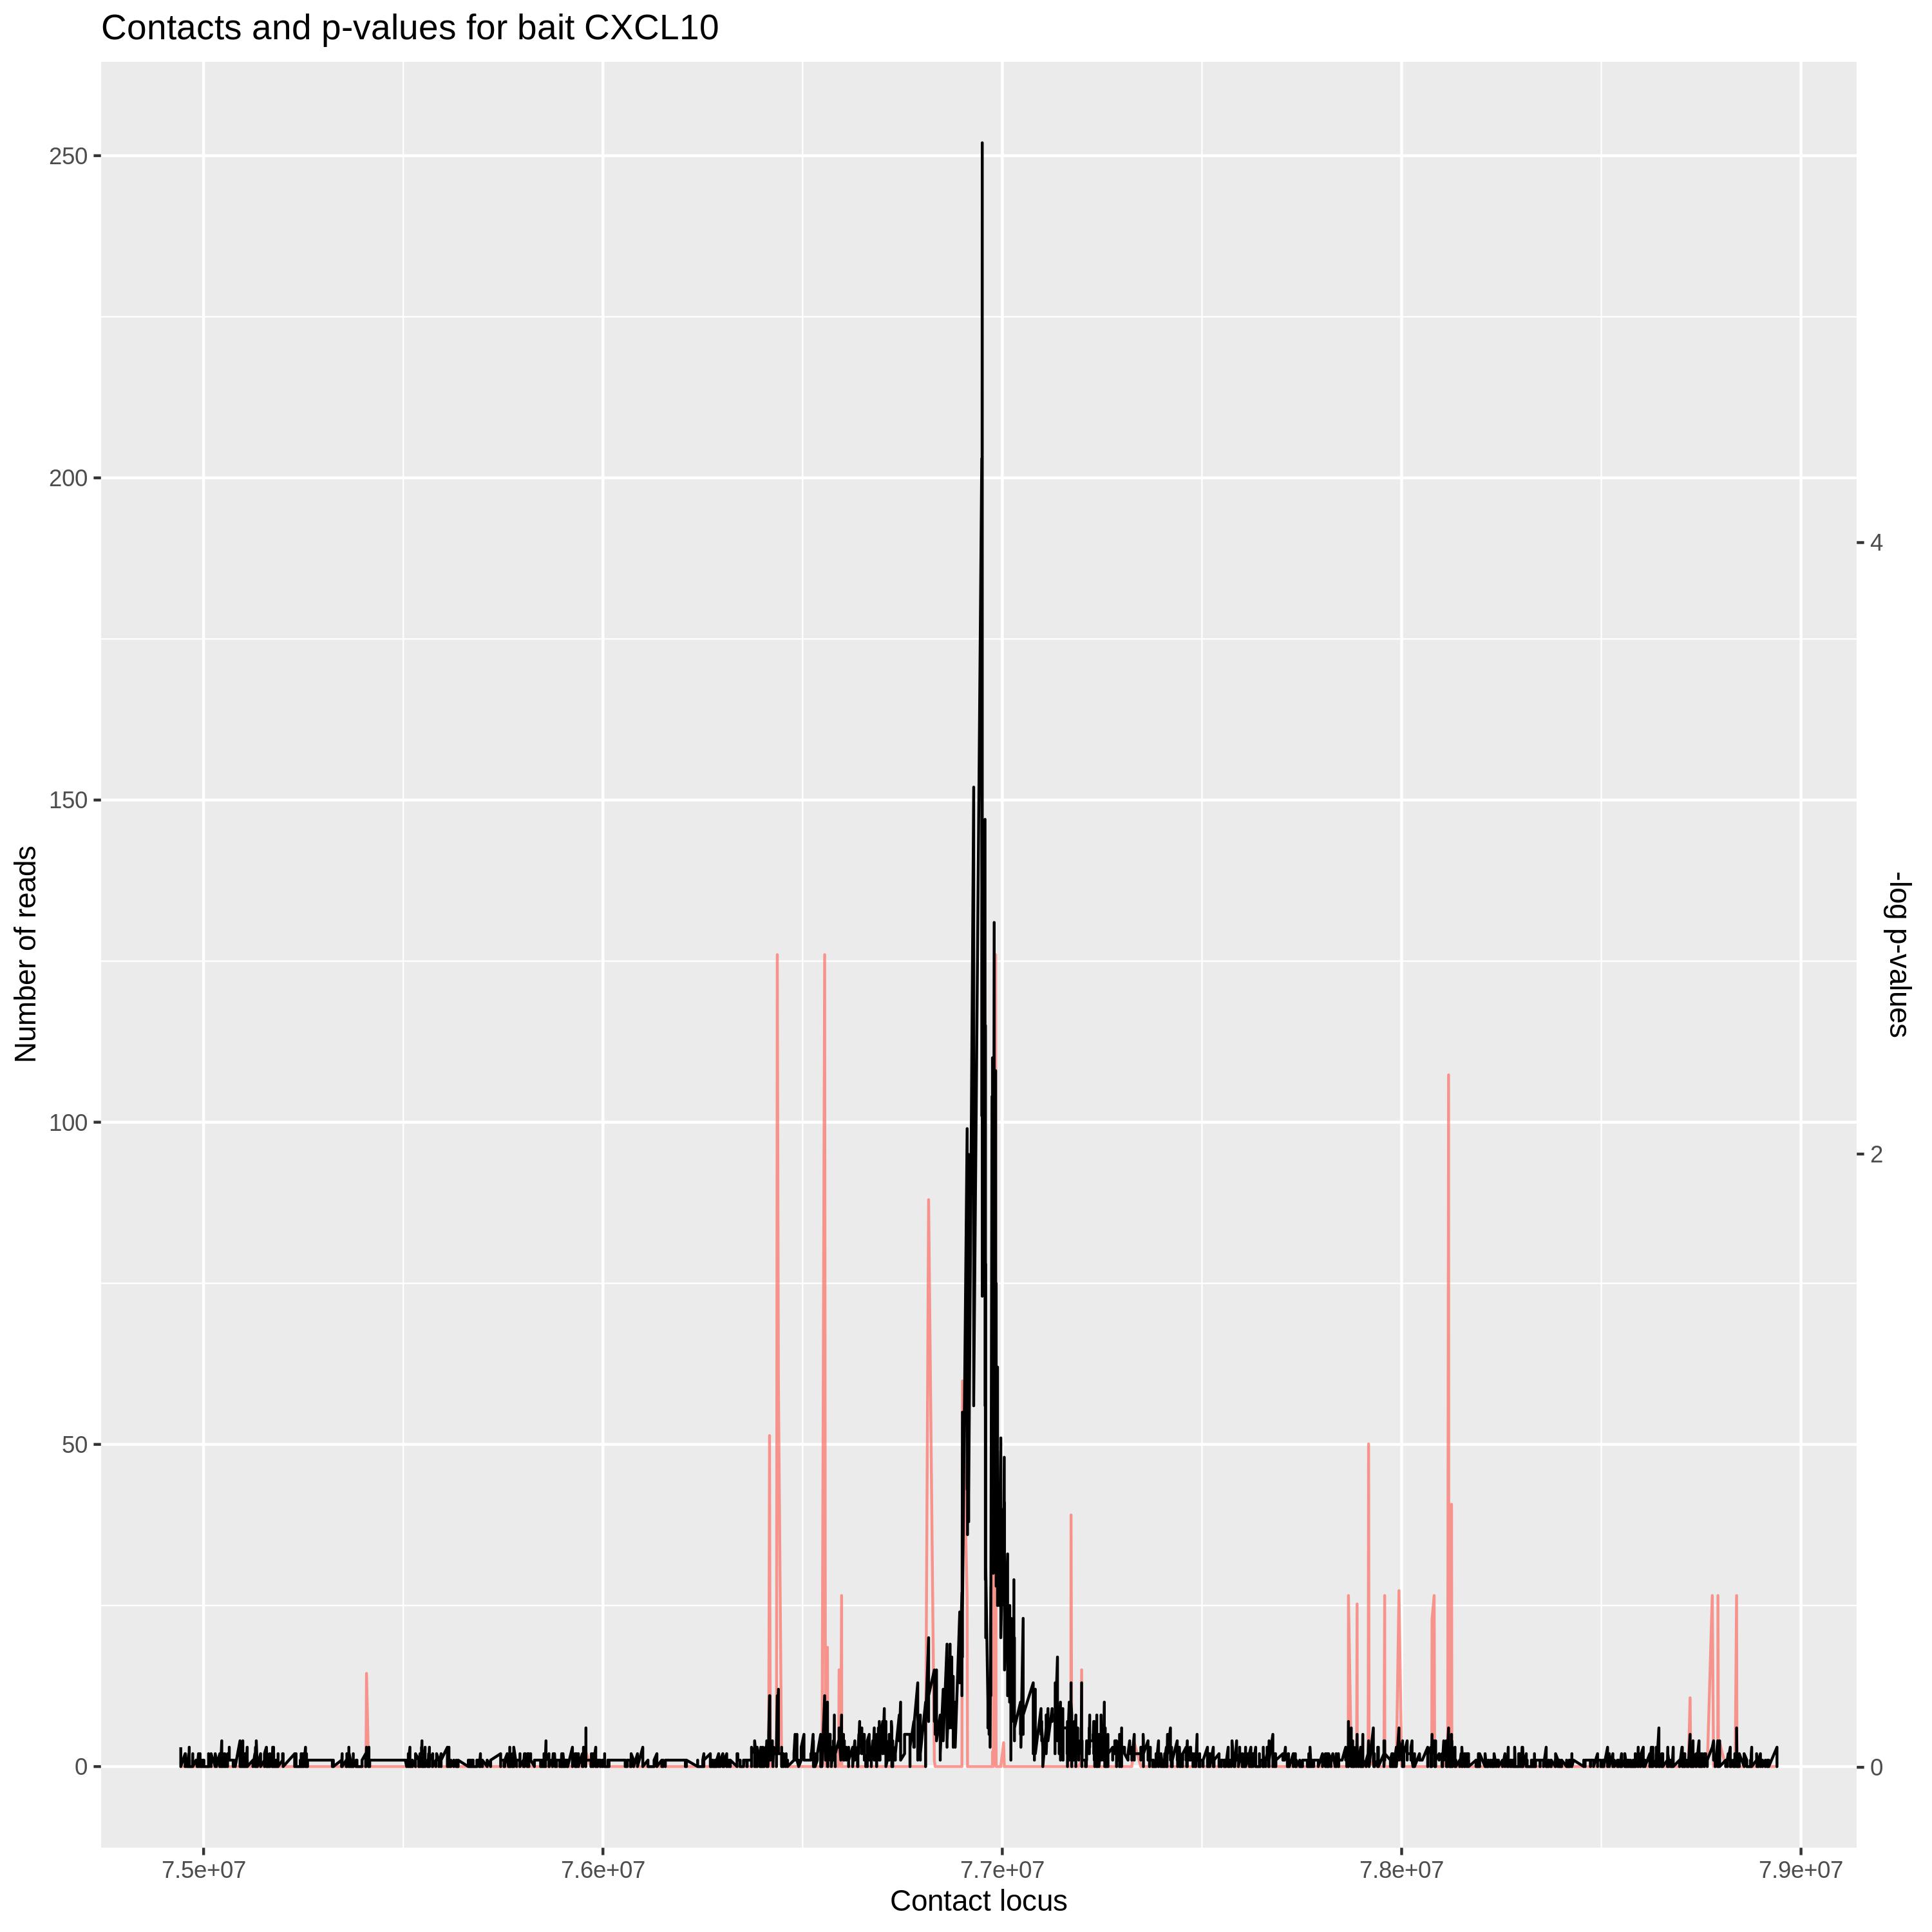 Contacts and p-values for bait CXCL10
250
200
150
100
50
0
Number of reads
4
2
0
-log p-values
7.5e+07
7.6e+07
7.7e+07
7.8e+07
7.9e+07
Contact locus